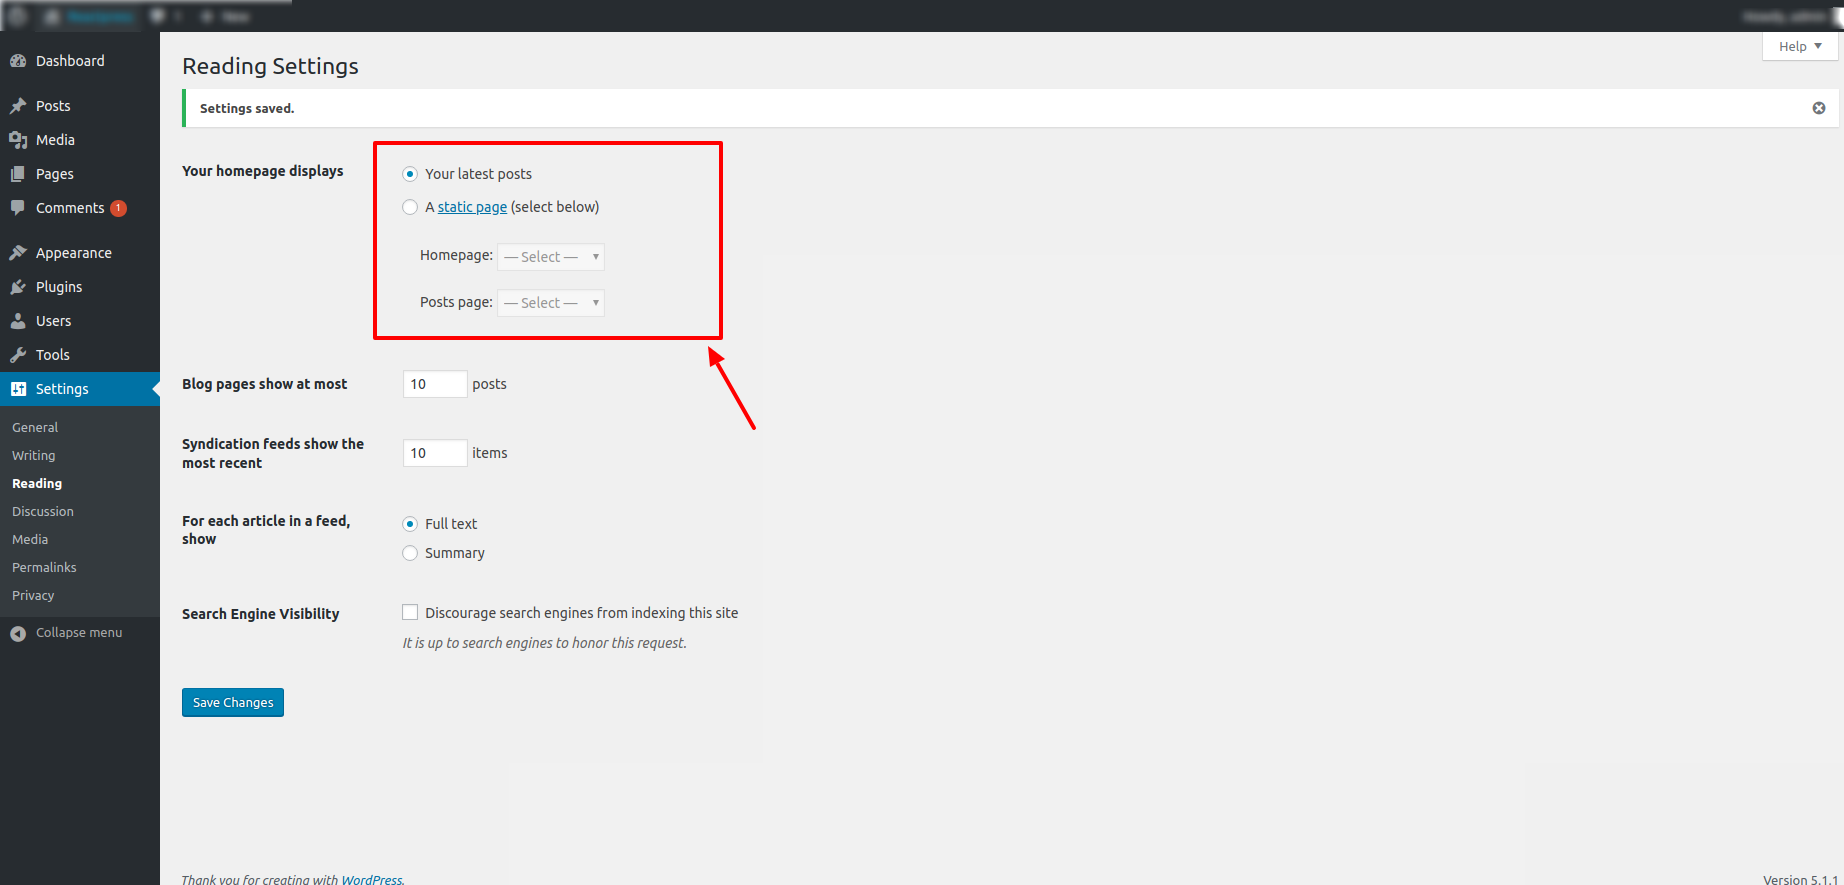 New
Help
Dashboard
Posts
Media
Pages
Comments 1
Appearance
Plugins
Users
Tools
Settings
General
Writing
Reading
Discussion
Media
Permalinks
Privacy
Collapse menu
Reading Settings
Settings saved.
Your homepage displays
Your latest posts
A static page (select below)
Homepage: — Select —
Posts page: — Select —
Blog pages show at most 10 posts
Syndication feeds show the
most recent 10 items
For each article in a feed,
show
Full text
Summary
Search Engine Visibility
Discourage search engines from indexing this site
It is up to search engines to honor this request.
Save Changes
Thank you for creating with WordPress.
Version 5.1.1